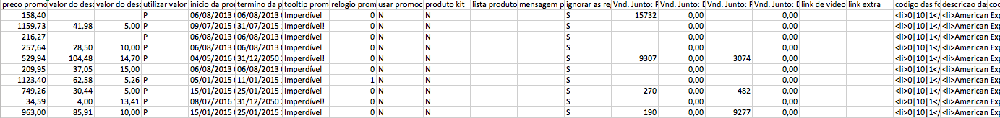 preco promo valor do desc valor do desc utilizar valor inicio da pro termino da p tooltip prom relogio prom usar promoc produto kit lista produto mensagem p ignorar as re Vnd. Junto: F Vnd. Junto: D Vnd. Junto: P Vnd. Junto: D link de video link extra codigo das fo descricao das cod
158,40 P 06/08/2013 06/08/2013 Imperdível 0 N N S 15732 0,00 0,00 <li>0|10|1</ <li>American Exp
1159,73 41,98 5,00 P 09/07/2015 31/07/2015 Imperdível! 0 N N S 0,00 0,00 <li>0|10|1</ <li>American Exp
216,27 P 06/08/2013 06/08/2013 Imperdível 0 N N S 0,00 0,00 <li>0|10|1</ <li>American Exp
257,64 28,50 10,00 P 06/08/2013 06/08/2013 Imperdível 0 N N S 0,00 0,00 <li>0|10|1</ <li>American Exp
529,94 104,48 14,70 P 04/05/2016 31/12/2050 Imperdível! 0 N N S 9307 0,00 3074 0,00 <li>0|10|1</ <li>American Exp
209,95 37,05 15,00 06/08/2013 06/08/2013 Imperdível 0 N N S 0,00 0,00 <li>0|10|1</ <li>American Exp
1123,40 62,58 5,26 P 05/01/2015 11/01/2015 Imperdível 1 N N S 0,00 0,00 <li>0|10|1</ <li>American Exp
749,26 30,44 5,00 P 15/01/2015 25/01/2015 Imperdível 0 N N S 270 0,00 482 0,00 <li>0|10|1</ <li>American Exp
34,59 4,00 13,41 P 08/07/2016 31/12/2050 Imperdível! 0 N N S 0,00 0,00 <li>0|10|1</ <li>American Exp
963,00 85,91 10,00 P 15/01/2015 25/01/2015 Imperdível 0 N N S 190 0,00 9277 0,00 <li>0|10|1</ <li>American Exp